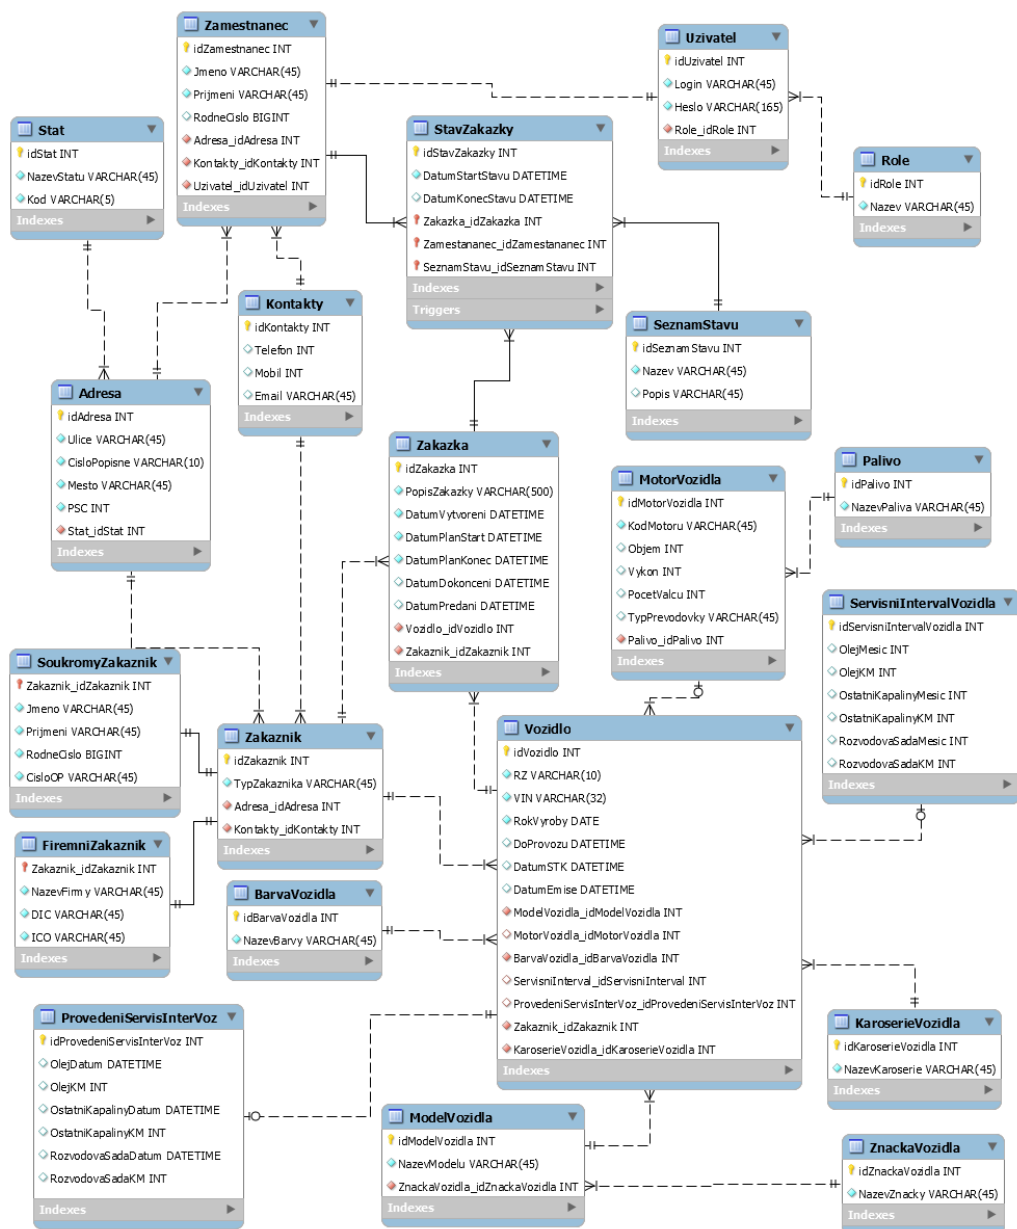 Zamestnanec
idZamestnanec INT
Jmeno VARCHAR(45)
Prijmeni VARCHAR(45)
RodneCislo BIGINT
Adresa_idAdresa INT
Kontakty_idKontakty INT
Uzivatel_idUzivatel INT
Indexes
Uzivatel
idUzivatel INT
Login VARCHAR(45)
Heslo VARCHAR(165)
Role_idRole INT
Indexes
Stat
idStat INT
NazevStatu VARCHAR(45)
Kod VARCHAR(5)
Indexes
StavZakazky
idStavZakazky INT
DatumStartStavu DATETIME
DatumKonecStavu DATETIME
Zakazka_idZakazka INT
Zamestananec_idZamestananec INT
SeznamStavu_idSeznamStavu INT
Indexes
Triggers
Role
idRole INT
Nazev VARCHAR(45)
Indexes
Kontakty
idKontakty INT
Telefon INT
Mobil INT
Email VARCHAR(45)
Indexes
SeznamStavu
idSeznamStavu INT
Nazev VARCHAR(45)
Popis VARCHAR(45)
Indexes
Adresa
idAdresa INT
Ulice VARCHAR(45)
CisloPopisne VARCHAR(10)
Mesto VARCHAR(45)
PSC INT
Stat_idStat INT
Indexes
Zakazka
idZakazka INT
PopisZakazky VARCHAR(500)
DatumVytvoreni DATETIME
DatumPlanStart DATETIME
DatumPlanKonec DATETIME
DatumDokonceni DATETIME
DatumPredani DATETIME
Vozidlo_idVozidlo INT
Zakaznik_idZakaznik INT
Indexes
MotorVozidla
idMotorVozidla INT
KodMotoru VARCHAR(45)
Objem INT
Vykon INT
PocetValcu INT
TypPrevodovky VARCHAR(45)
Palivo_idPalivo INT
Indexes
Palivo
idPalivo INT
NazevPaliva VARCHAR(45)
Indexes
ServisniIntervalVozidla
idServisniIntervalVozidla INT
OlejMesic INT
OlejKM INT
OstatniKapalinyMesic INT
OstatniKapalinyKM INT
RozvodovaSadaMesic INT
RozvodovaSadaKM INT
Indexes
SoukromyZakaznik
Zakaznik_idZakaznik INT
Jmeno VARCHAR(45)
Prijmeni VARCHAR(45)
RodneCislo BIGINT
CisloOP VARCHAR(45)
Indexes
Zakaznik
idZakaznik INT
TypZakaznika VARCHAR(45)
Adresa_idAdresa INT
Kontakty_idKontakty INT
Indexes
Vozidlo
idVozidlo INT
RZ VARCHAR(10)
VIN VARCHAR(32)
RokVyroby DATE
DoProvozu DATETIME
DatumSTK DATETIME
DatumEmise DATETIME
ModelVozidla_idModelVozidla INT
MotorVozidla_idMotorVozidla INT
BarvaVozidla_idBarvaVozidla INT
ServisniInterval_idServisniInterval INT
ProvedeniServisInterVoz_idProvedeniServisInterVoz INT
Zakaznik_idZakaznik INT
KaroserieVozidla_idKaroserieVozidla INT
Indexes
FiremniZakaznik
Zakaznik_idZakaznik INT
NazevFirmy VARCHAR(45)
DIC VARCHAR(45)
ICO VARCHAR(45)
Indexes
BarvaVozidla
idBarvaVozidla INT
NazevBarvy VARCHAR(45)
Indexes
ProvedeniServisInterVoz
idProvedeniServisInterVoz INT
OlejDatum DATETIME
OlejKM INT
OstatniKapalinyDatum DATETIME
OstatniKapalinyKM INT
RozvodovaSadaDatum DATETIME
RozvodovaSadaKM INT
Indexes
KaroserieVozidla
idKaroserieVozidla INT
NazevKaroserie VARCHAR(45)
Indexes
ModelVozidla
idModelVozidla INT
NazevModelu VARCHAR(45)
ZnackaVozidla_idZnackaVozidla INT
Indexes
ZnackaVozidla
idZnackaVozidla INT
NazevZnacky VARCHAR(45)
Indexes